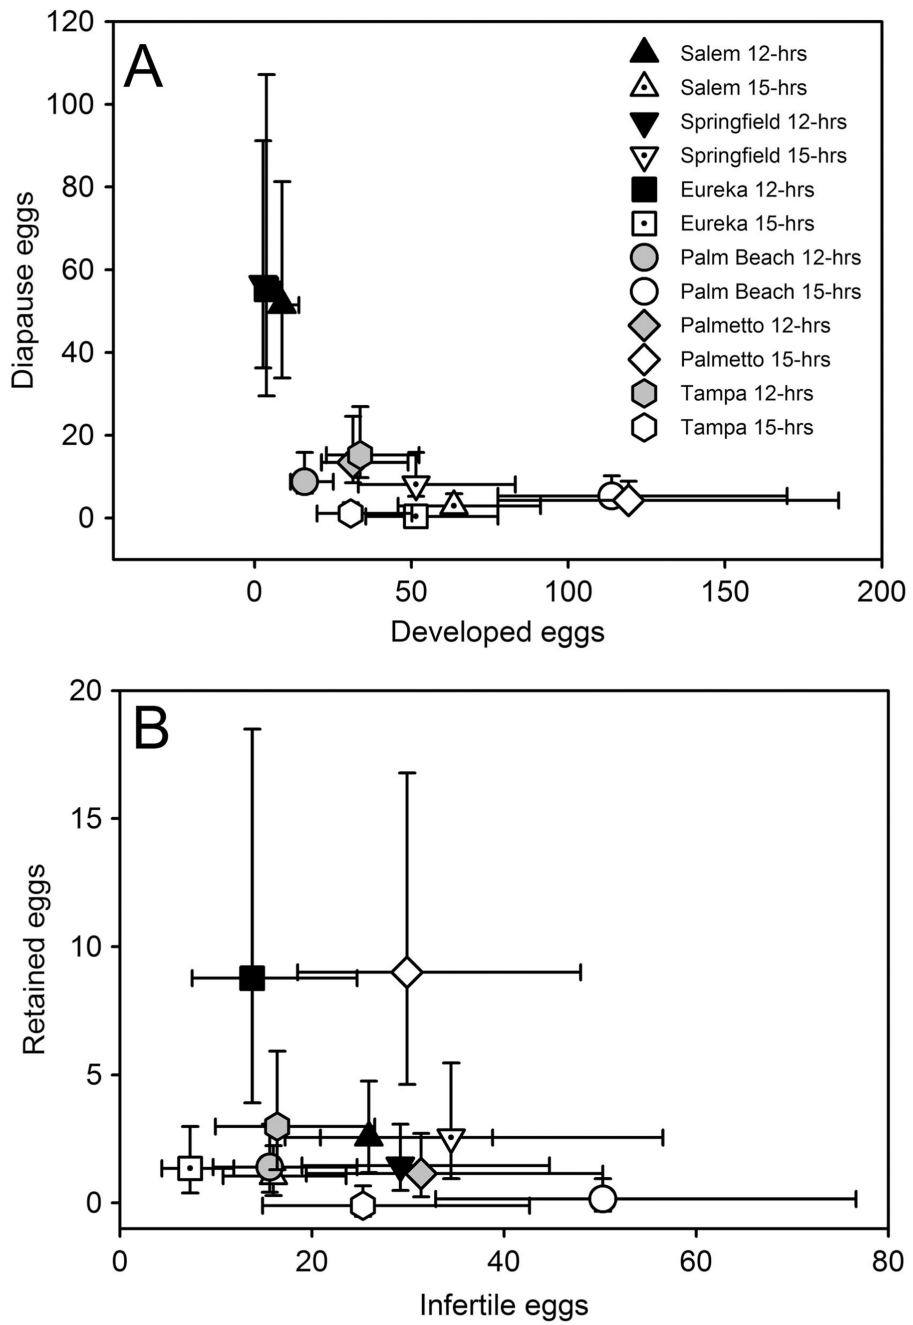 A
120
100
80
60
40
20
0
Diapause eggs
Salem 12-hrs
Salem 15-hrs
Springfield 12-hrs
Springfield 15-hrs
Eureka 12-hrs
Eureka 15-hrs
Palm Beach 12-hrs
Palm Beach 15-hrs
Palmetto 12-hrs
Palmetto 15-hrs
Tampa 12-hrs
Tampa 15-hrs
0 50 100 150 200
Developed eggs
B
20
15
10
5
0
Retained eggs
0 20 40 60 80
Infertile eggs